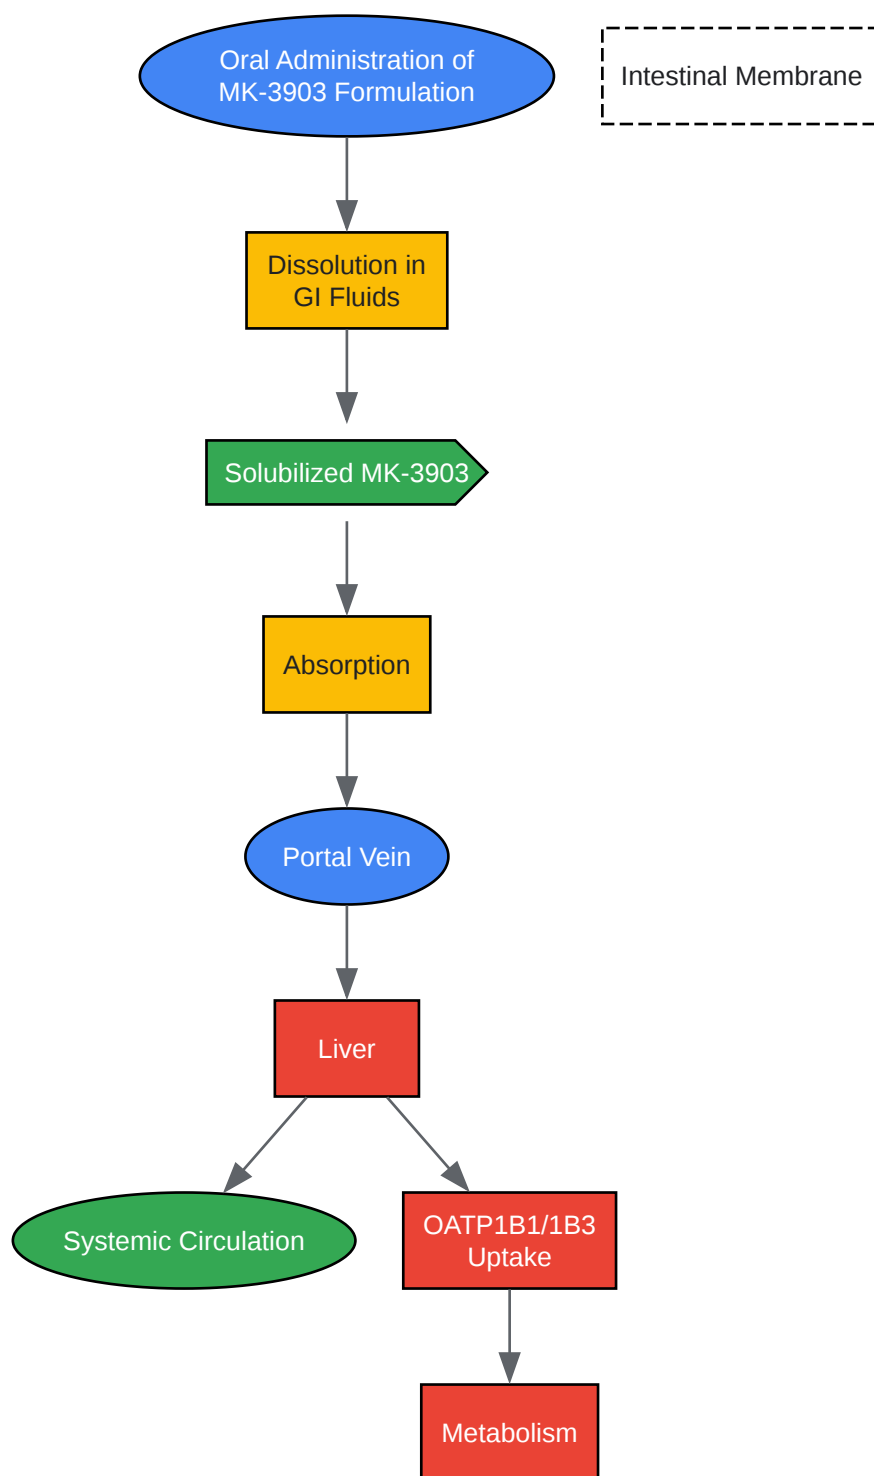 Oral Administration of
MK-3903 Formulation
Intestinal Membrane
Dissolution in
GI Fluids
Solubilized MK-3903
Absorption
Portal Vein
Liver
Systemic Circulation
OATP1B1/1B3
Uptake
Metabolism